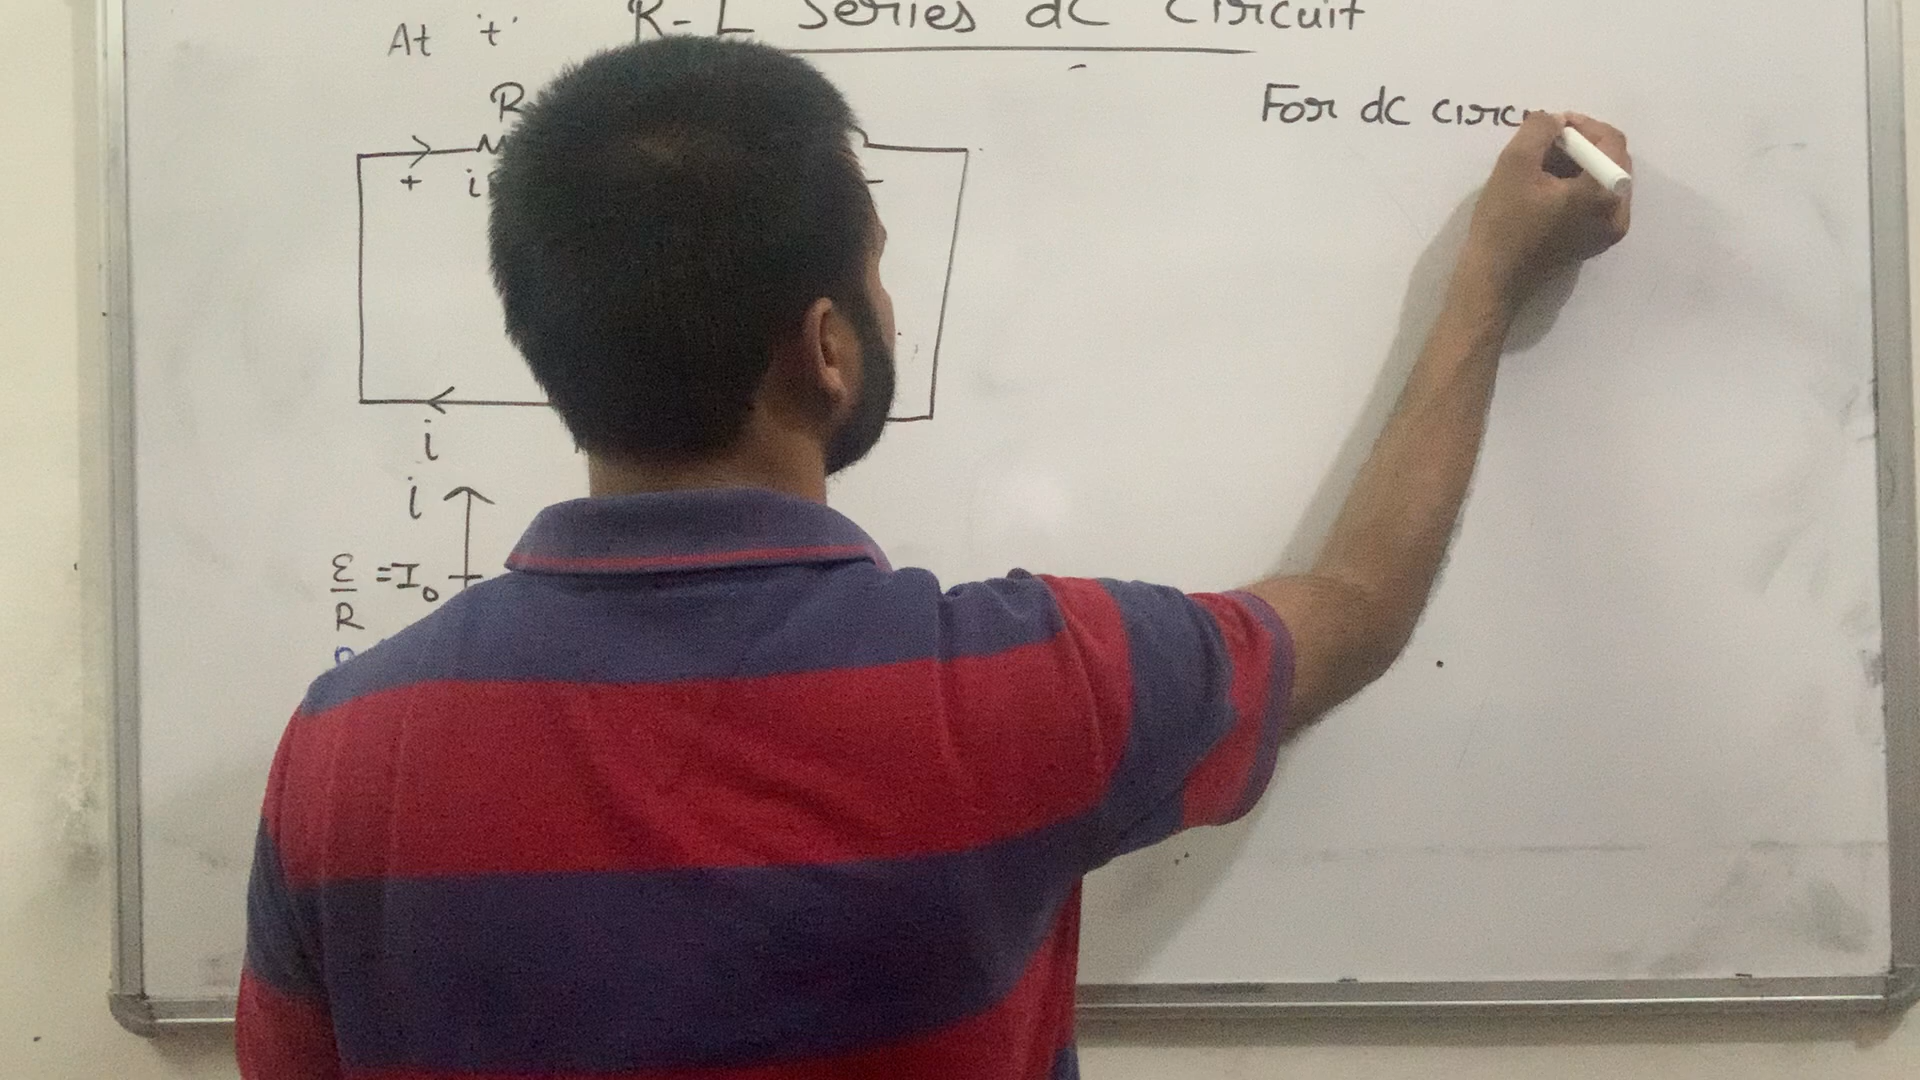 At 't'
R-L Series dC Circuit
R
+ i
-
i
i
ε/R = I₀
For dC circu